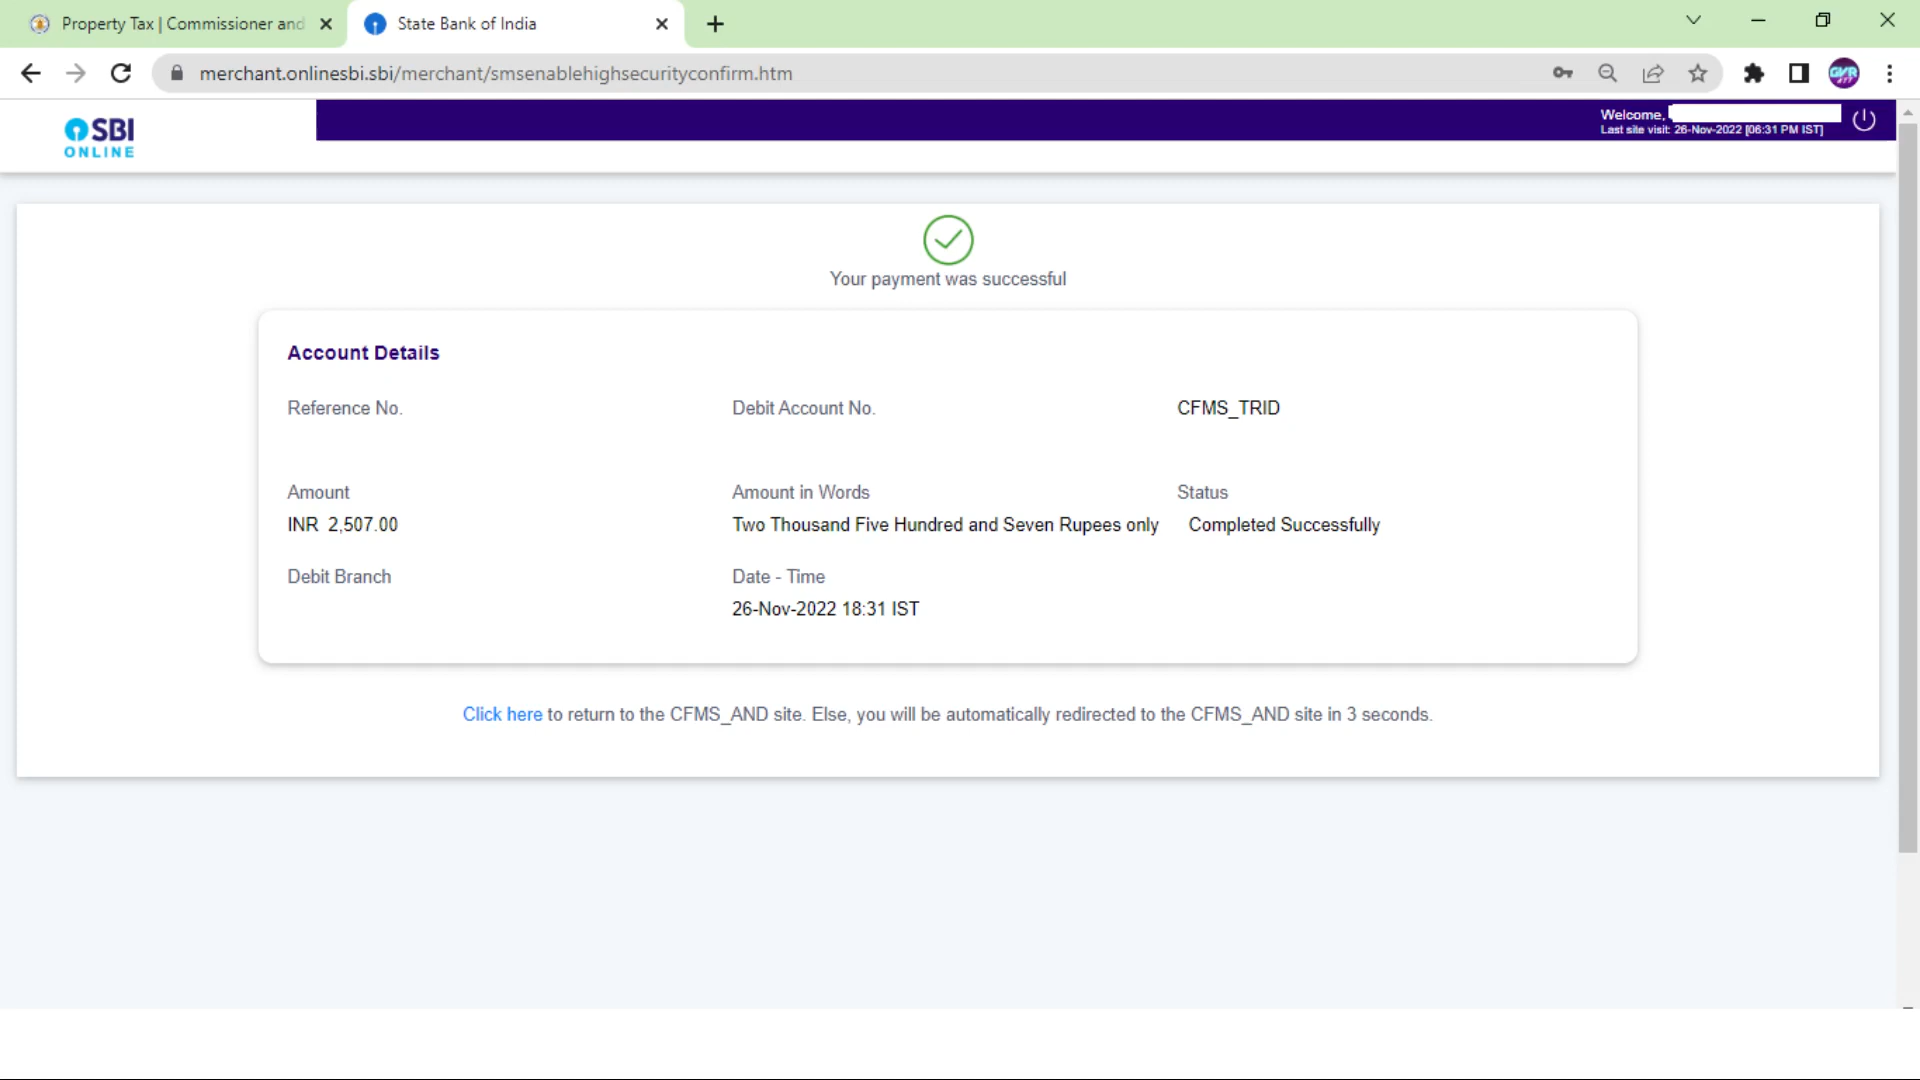 Property Tax | Commissioner and
State Bank of India
merchant.onlinesbi.sbi/merchant/smsenablehighsecurityconfirm.htm
GVR
SBI
ONLINE
Welcome,
Last site visit: 26-Nov-2022 [06:31 PM IST]
Your payment was successful
Account Details
Reference No. Debit Account No. CFMS_TRID
Amount Amount in Words Status
INR 2,507.00 Two Thousand Five Hundred and Seven Rupees only Completed Successfully
Debit Branch Date - Time
26-Nov-2022 18:31 IST
Click here to return to the CFMS_AND site. Else, you will be automatically redirected to the CFMS_AND site in 3 seconds.